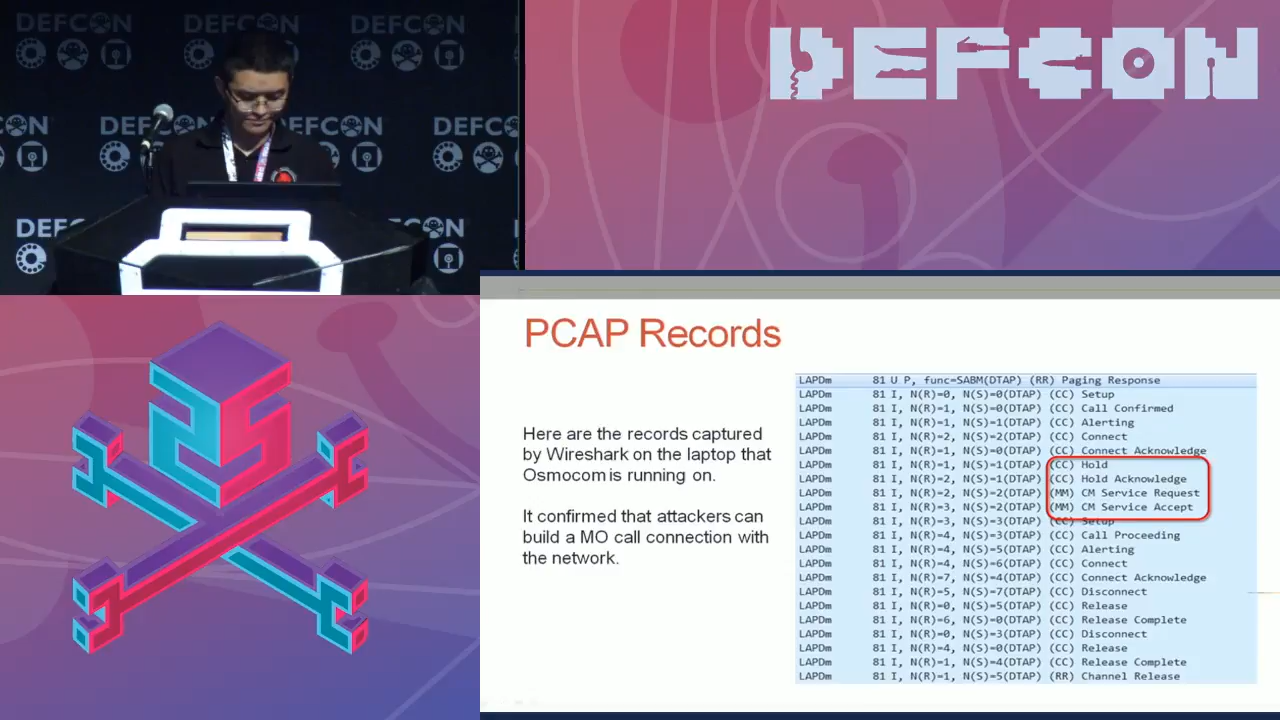 DEFCON
DEFCON
DEFCON
DEFCON
DEFCON
DEFCON
DEFCON
DEFCON
DEFCON
PCAP Records
Here are the records captured
by Wireshark on the laptop that
Osmocom is running on.
It confirmed that attackers can
build a MO call connection with
the network.
LAPDm 81 U P, func=SABM(DTAP) (RR) Paging Response
LAPDm 81 I, N(R)=0, N(S)=0(DTAP) (CC) Setup
LAPDm 81 I, N(R)=1, N(S)=0(DTAP) (CC) Call Confirmed
LAPDm 81 I, N(R)=1, N(S)=1(DTAP) (CC) Alerting
LAPDm 81 I, N(R)=2, N(S)=2(DTAP) (CC) Connect
LAPDm 81 I, N(R)=1, N(S)=0(DTAP) (CC) Connect Acknowledge
LAPDm 81 I, N(R)=1, N(S)=1(DTAP) (CC) Hold
LAPDm 81 I, N(R)=2, N(S)=1(DTAP) (CC) Hold Acknowledge
LAPDm 81 I, N(R)=2, N(S)=2(DTAP) (MM) CM Service Request
LAPDm 81 I, N(R)=3, N(S)=2(DTAP) (MM) CM Service Accept
LAPDm 81 I, N(R)=3, N(S)=3(DTAP) (CC) Setup
LAPDm 81 I, N(R)=4, N(S)=3(DTAP) (CC) Call Proceeding
LAPDm 81 I, N(R)=4, N(S)=5(DTAP) (CC) Alerting
LAPDm 81 I, N(R)=4, N(S)=6(DTAP) (CC) Connect
LAPDm 81 I, N(R)=7, N(S)=4(DTAP) (CC) Connect Acknowledge
LAPDm 81 I, N(R)=5, N(S)=7(DTAP) (CC) Disconnect
LAPDm 81 I, N(R)=0, N(S)=5(DTAP) (CC) Release
LAPDm 81 I, N(R)=6, N(S)=0(DTAP) (CC) Release Complete
LAPDm 81 I, N(R)=0, N(S)=3(DTAP) (CC) Disconnect
LAPDm 81 I, N(R)=4, N(S)=0(DTAP) (CC) Release
LAPDm 81 I, N(R)=1, N(S)=4(DTAP) (CC) Release Complete
LAPDm 81 I, N(R)=1, N(S)=5(DTAP) (RR) Channel Release